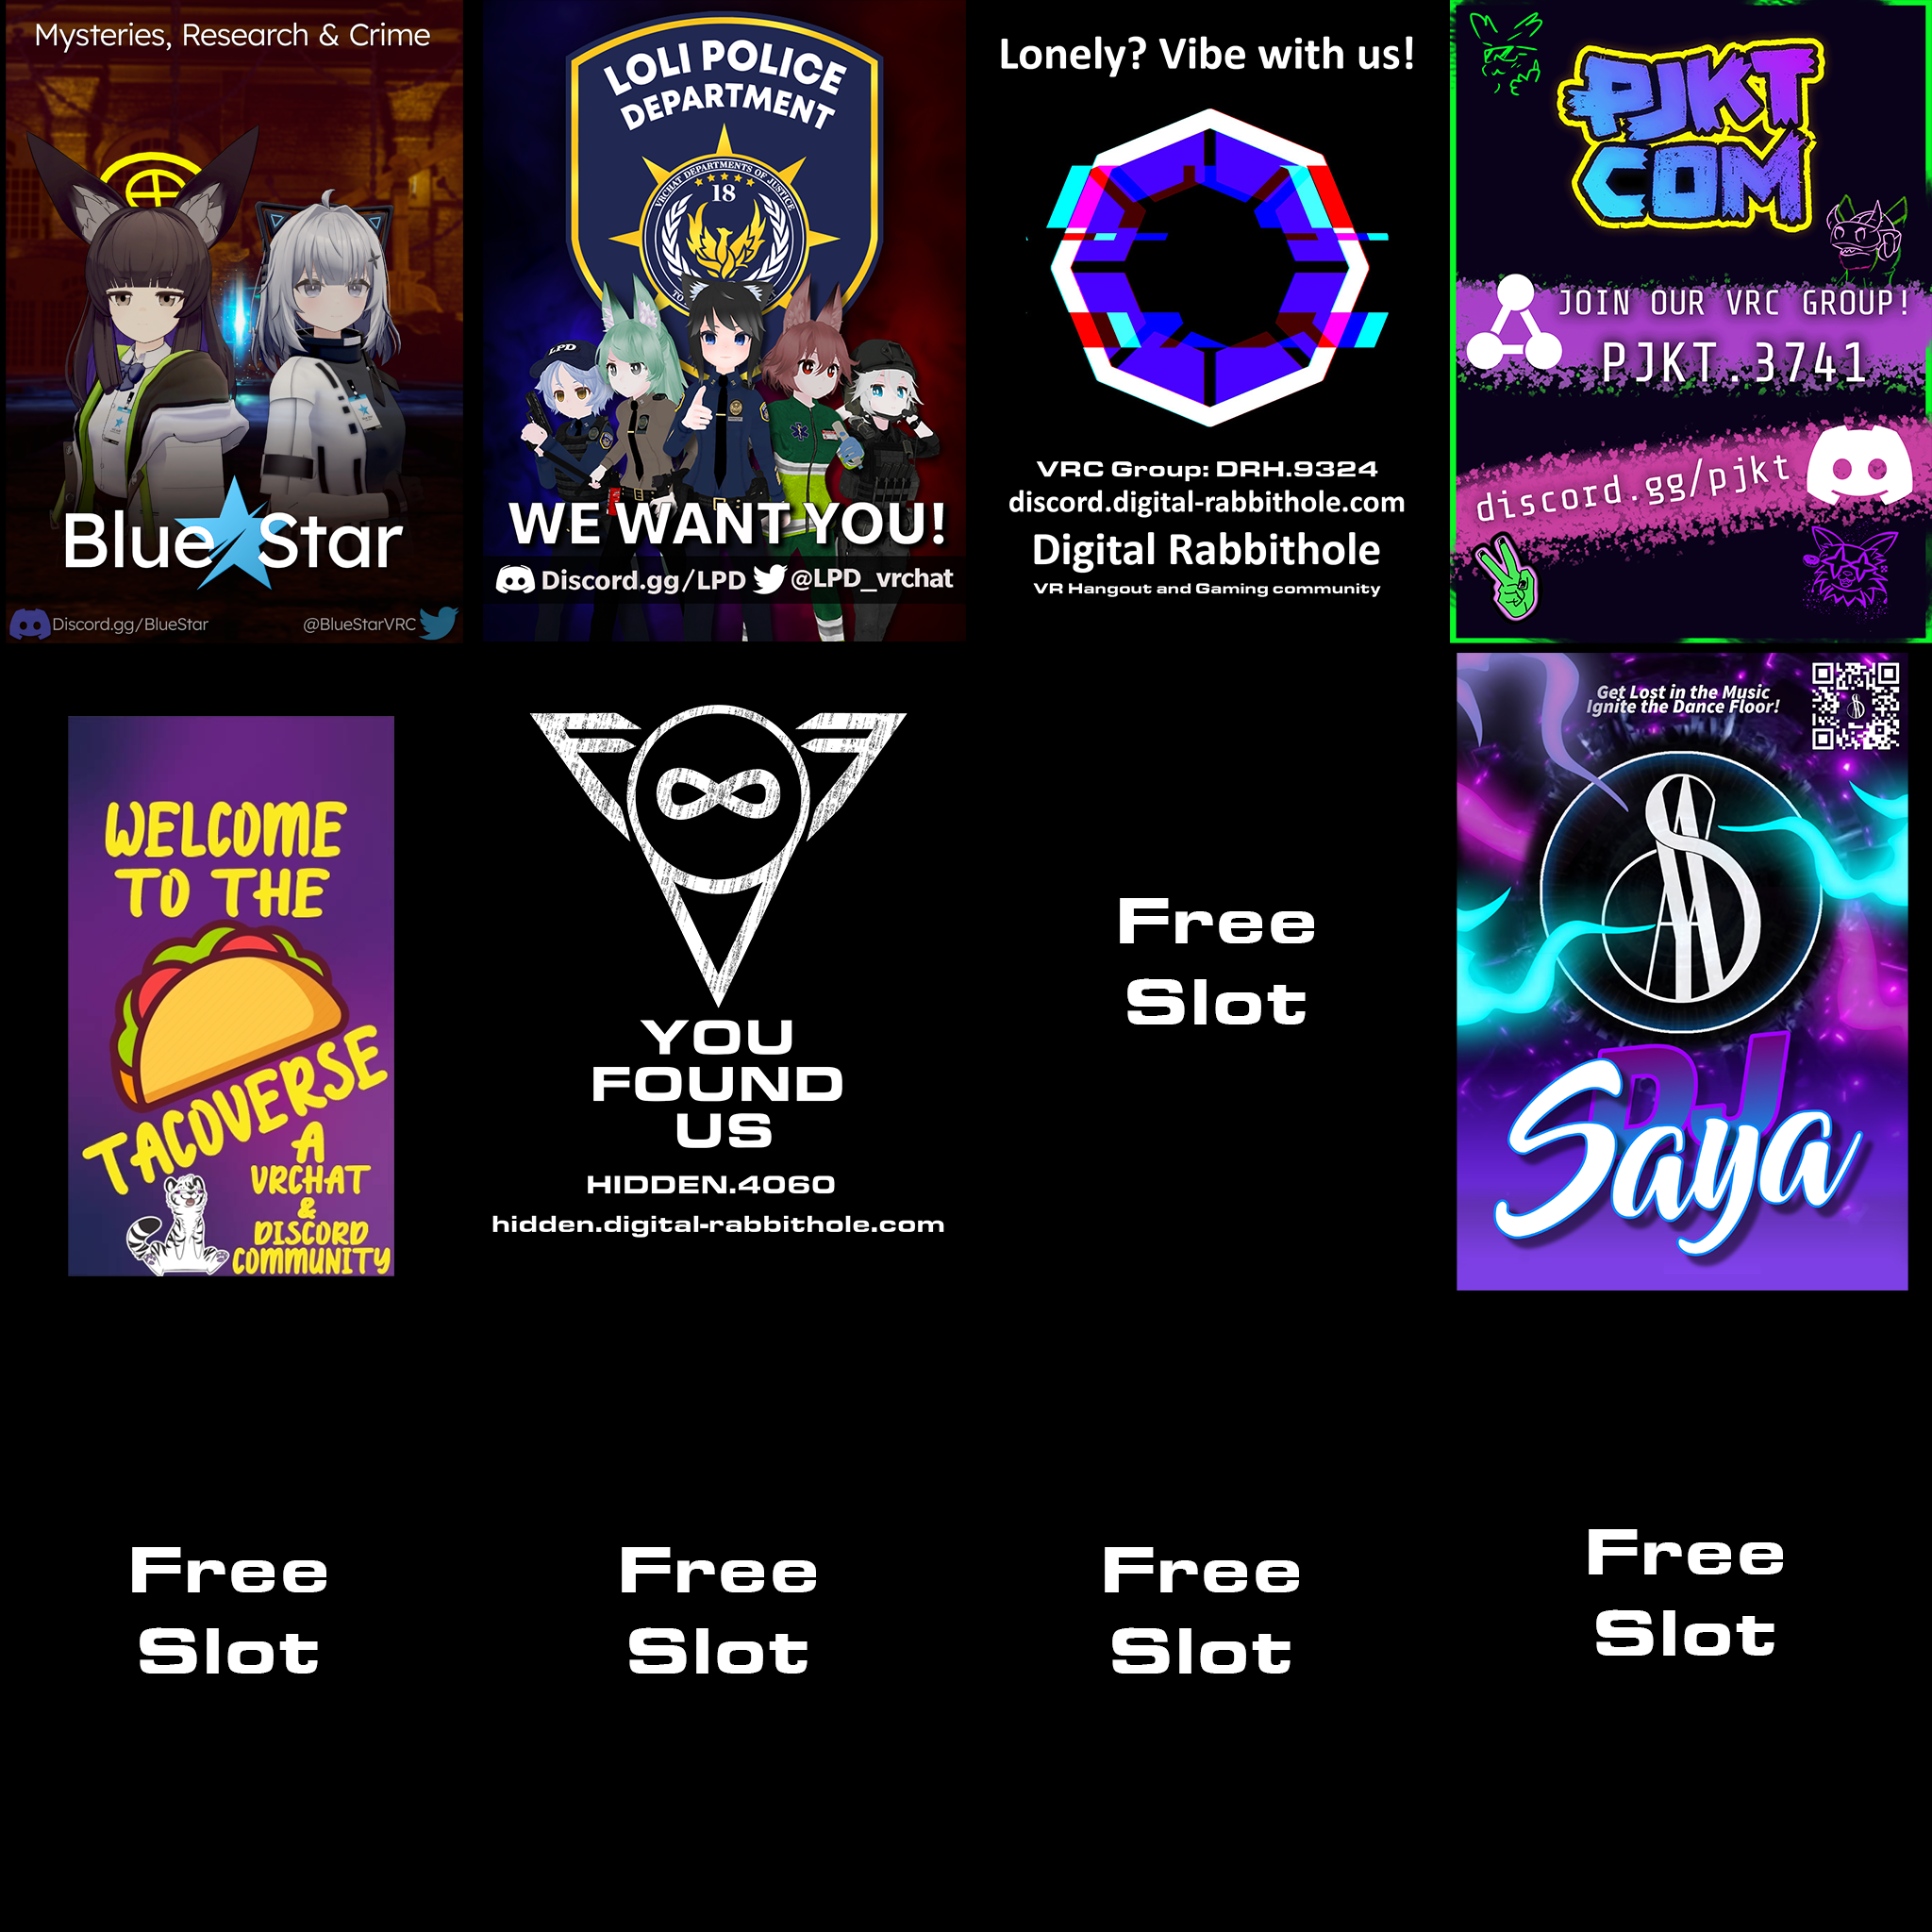 Mysteries, Research & Crime
Blue Star
Discord.gg/BlueStar
@BlueStarVRC
LOLI POLICE
DEPARTMENT
VRCHAT DEPARTMENTS OF JUSTICE
18
LPD
WE WANT YOU!
Discord.gg/LPD @LPD_vrchat
Lonely? Vibe with us!
VRC Group: DRH.9324
discord.digital-rabbithole.com
Digital Rabbithole
VR Hangout and Gaming community
PJKT
COM
JOIN OUR VRC GROUP!
PJKT.3741
discord.gg/pjkt
WELCOME
TO THE
TACOVERSE
A
VRCHAT
&
DISCORD
COMMUNITY
YOU
FOUND
US
HIDDEN.4060
hidden.digital-rabbithole.com
Free
Slot
Get Lost in the Music
Ignite the Dance Floor!
DJ
Saya
Free
Slot
Free
Slot
Free
Slot
Free
Slot